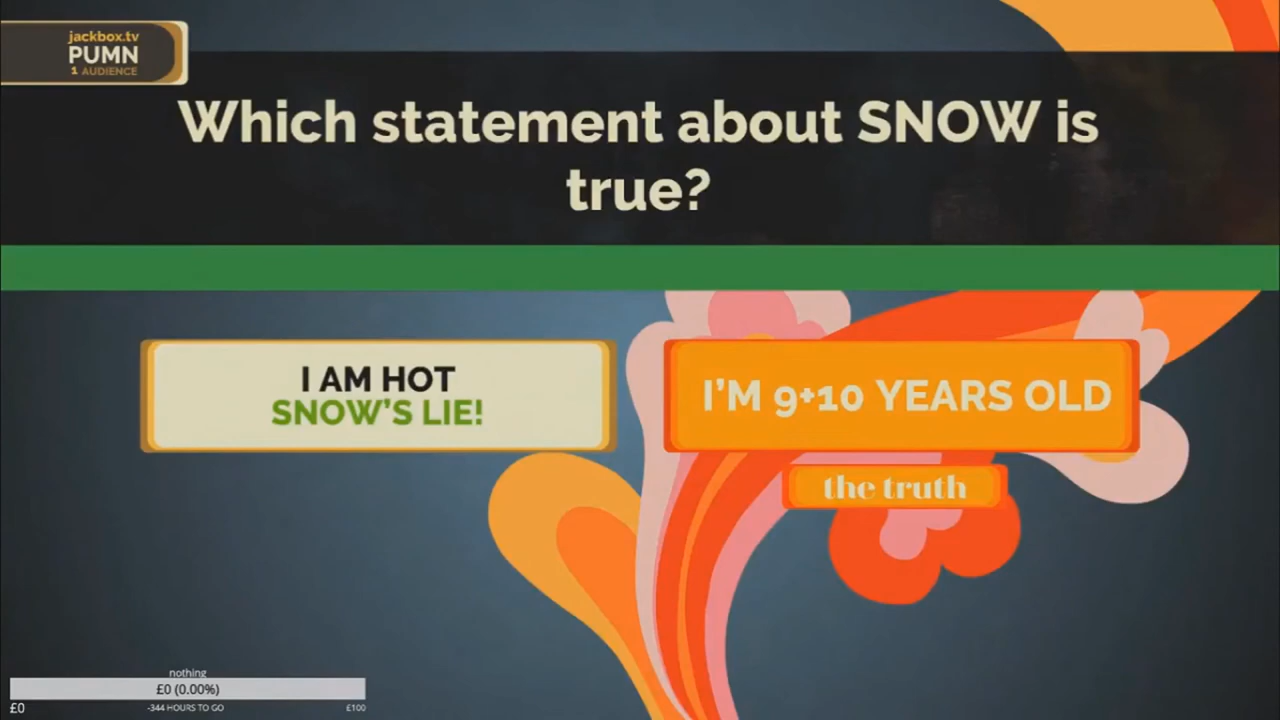 jackbox.tv
PUMN
1 AUDIENCE
Which statement about SNOW is
true?
I AM HOT
SNOW'S LIE!
I'M 9+10 YEARS OLD
the truth
nothing
£0 (0.00%)
£0
-344 HOURS TO GO
£100